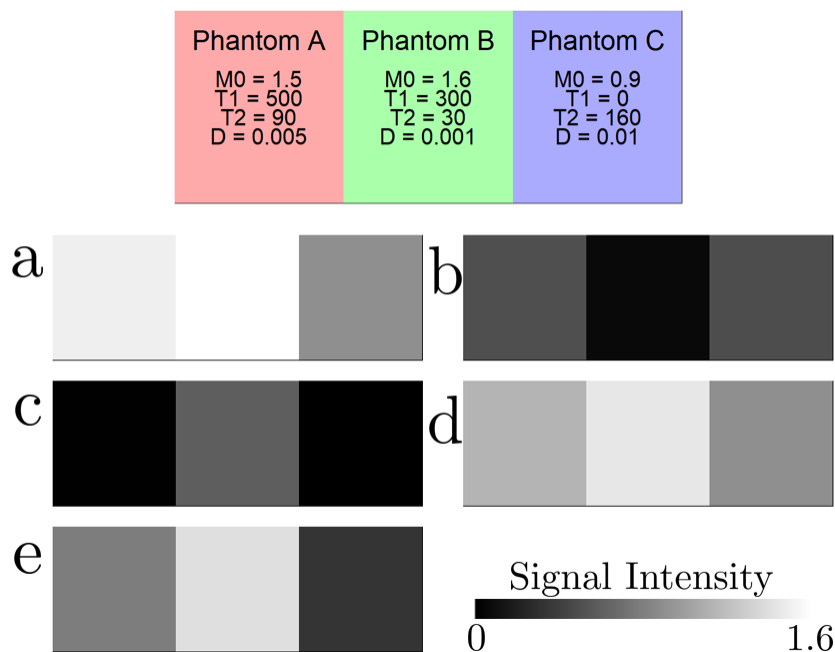 Phantom A
M0 = 1.5
T1 = 500
T2 = 90
D = 0.005
Phantom B
M0 = 1.6
T1 = 300
T2 = 30
D = 0.001
Phantom C
M0 = 0.9
T1 = 0
T2 = 160
D = 0.01
a
b
c
d
e
Signal Intensity
0
1.6